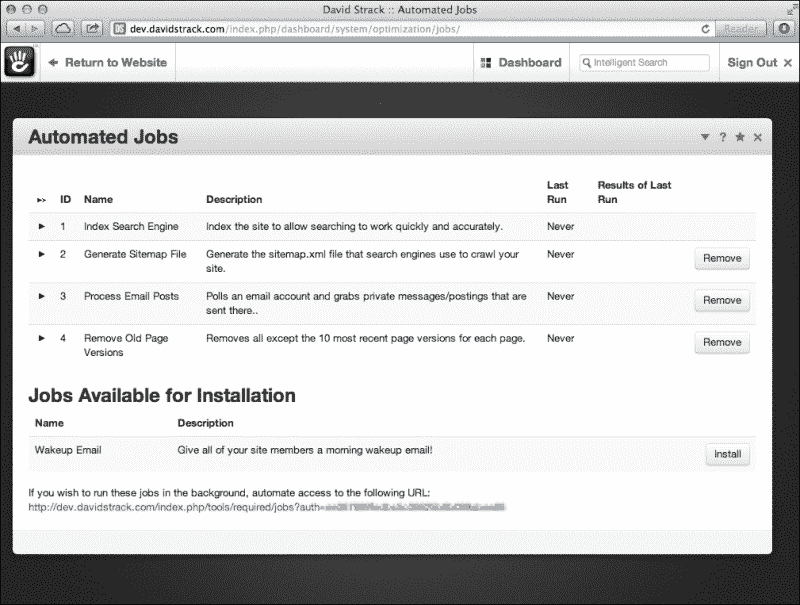 David Strack :: Automated Jobs
dev.davidstrack.com/index.php/dashboard/system/optimization/jobs/
Reader
Return to Website
Dashboard
Intelligent Search
Sign Out
Automated Jobs
ID Name Description Last Run Results of Last Run
1 Index Search Engine Index the site to allow searching to work quickly and accurately. Never
2 Generate Sitemap File Generate the sitemap.xml file that search engines use to crawl your Never Remove
site.
3 Process Email Posts Polls an email account and grabs private messages/postings that are Never Remove
sent there..
4 Remove Old Page Removes all except the 10 most recent page versions for each page. Never Remove
Versions
Jobs Available for Installation
Name Description
Wakeup Email Give all of your site members a morning wakeup email! Install
If you wish to run these jobs in the background, automate access to the following URL:
http://dev.davidstrack.com/index.php/tools/required/jobs?auth=